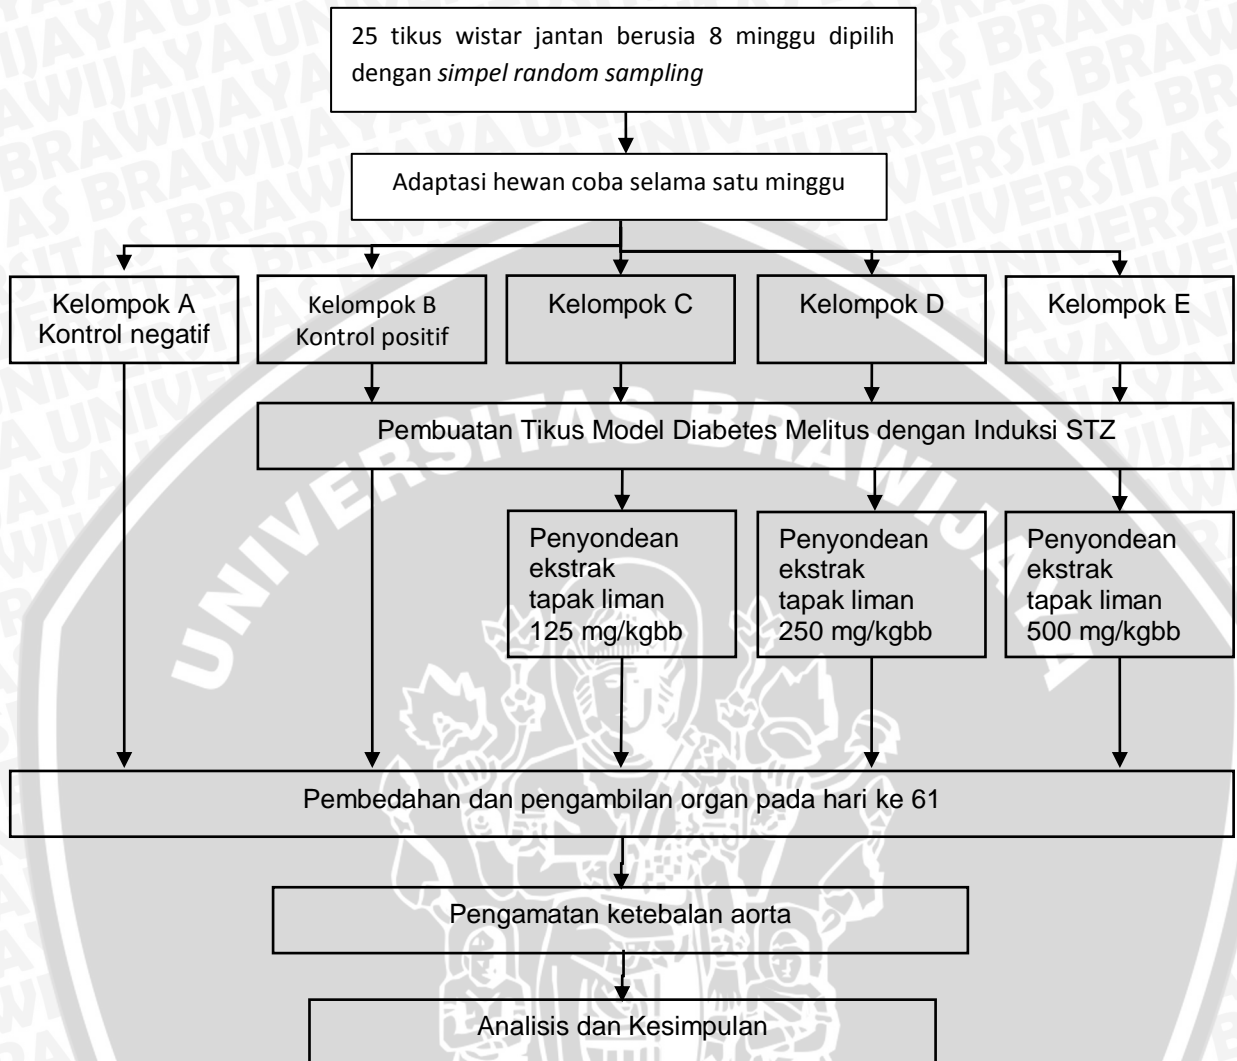 25 tikus wistar jantan berusia 8 minggu dipilih
dengan simpel random sampling
Adaptasi hewan coba selama satu minggu
Kelompok A
Kontrol negatif
Kelompok B
Kontrol positif
Kelompok C
Kelompok D
Kelompok E
Pembuatan Tikus Model Diabetes Melitus dengan Induksi STZ
Penyondean
ekstrak
tapak liman
125 mg/kgbb
Penyondean
ekstrak
tapak liman
250 mg/kgbb
Penyondean
ekstrak
tapak liman
500 mg/kgbb
Pembedahan dan pengambilan organ pada hari ke 61
Pengamatan ketebalan aorta
Analisis dan Kesimpulan
UNIVERSITAS BRAWIJAYA